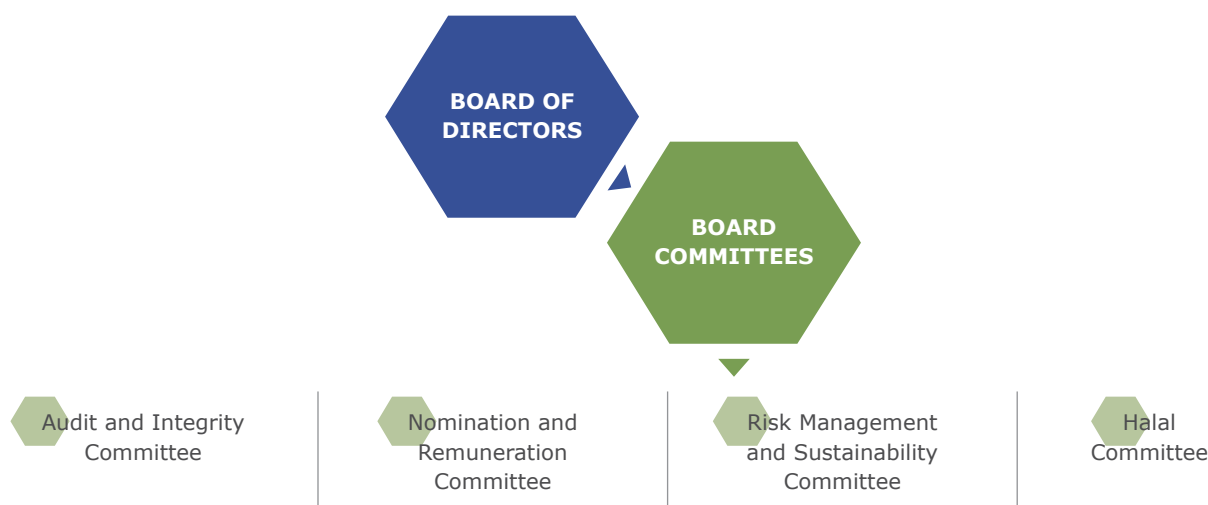 BOARD OF
DIRECTORS
BOARD
COMMITTEES
Audit and Integrity
Committee
Nomination and
Remuneration
Committee
Risk Management
and Sustainability
Committee
Halal
Committee